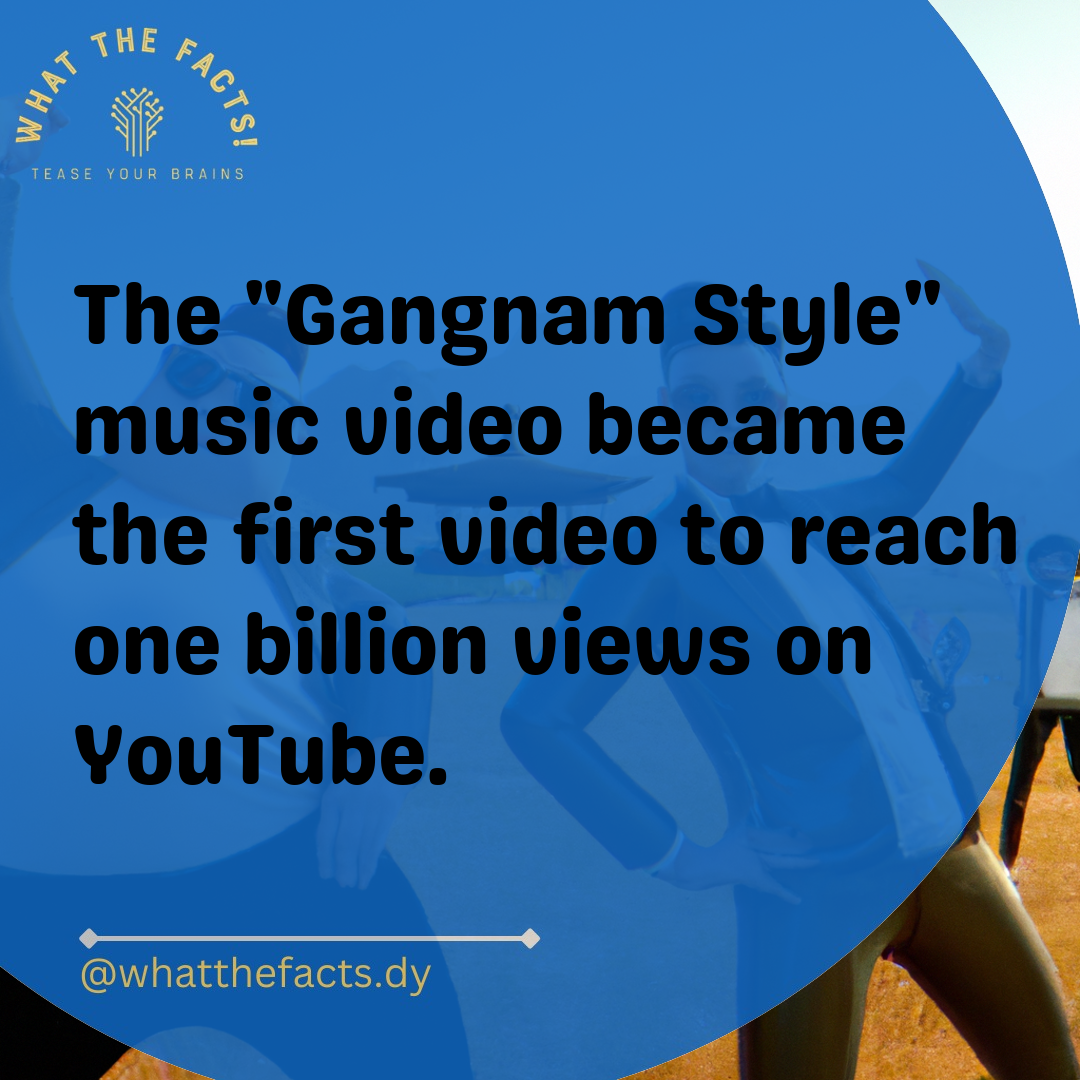 WHAT THE FACTS!
TEASE YOUR BRAINS
The "Gangnam Style"
music video became
the first video to reach
one billion views on
YouTube.
@whatthefacts.dy